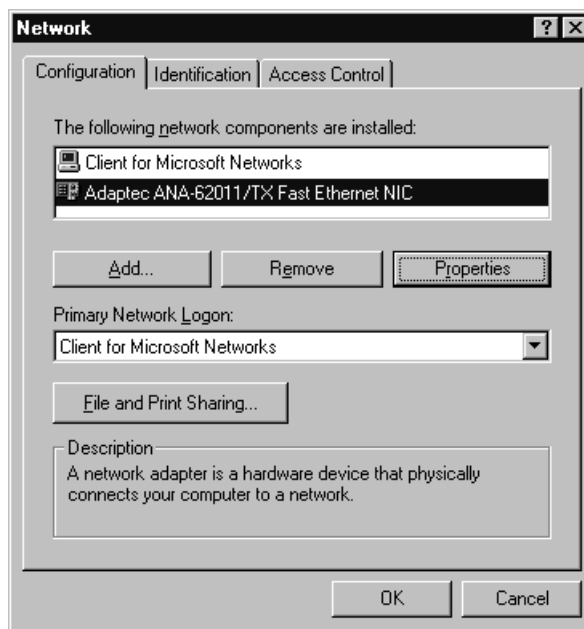 Network
Configuration Identification Access Control
The following network components are installed:
Client for Microsoft Networks
Adaptec ANA-62011/TX Fast Ethernet NIC
Add... Remove Properties
Primary Network Logon:
Client for Microsoft Networks
File and Print Sharing...
Description
A network adapter is a hardware device that physically
connects your computer to a network.
OK Cancel